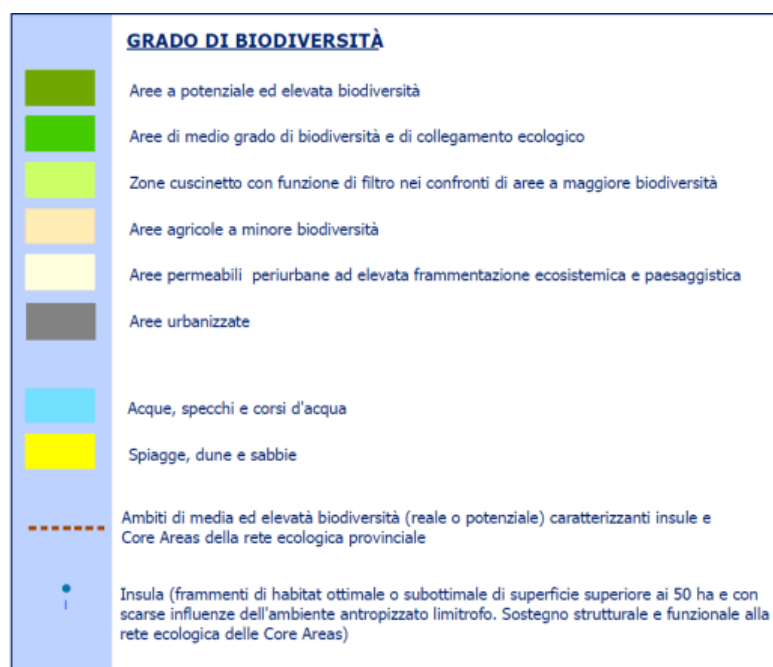 GRADO DI BIODIVERSITÀ
Aree a potenziale ed elevata biodiversità
Aree di medio grado di biodiversità e di collegamento ecologico
Zone cuscinetto con funzione di filtro nei confronti di aree a maggiore biodiversità
Aree agricole a minore biodiversità
Aree permeabili periurbane ad elevata frammentazione ecosistemica e paesaggistica
Aree urbanizzate
Acque, specchi e corsi d'acqua
Spiagge, dune e sabbie
Ambiti di media ed elevatà biodiversità (reale o potenziale) caratterizzanti insule e
Core Areas della rete ecologica provinciale
I
Insula (frammenti di habitat ottimale o subottimale di superficie superiore ai 50 ha e con
scarse influenze dell'ambiente antropizzato limitrofo. Sostegno strutturale e funzionale alla
rete ecologica delle Core Areas)